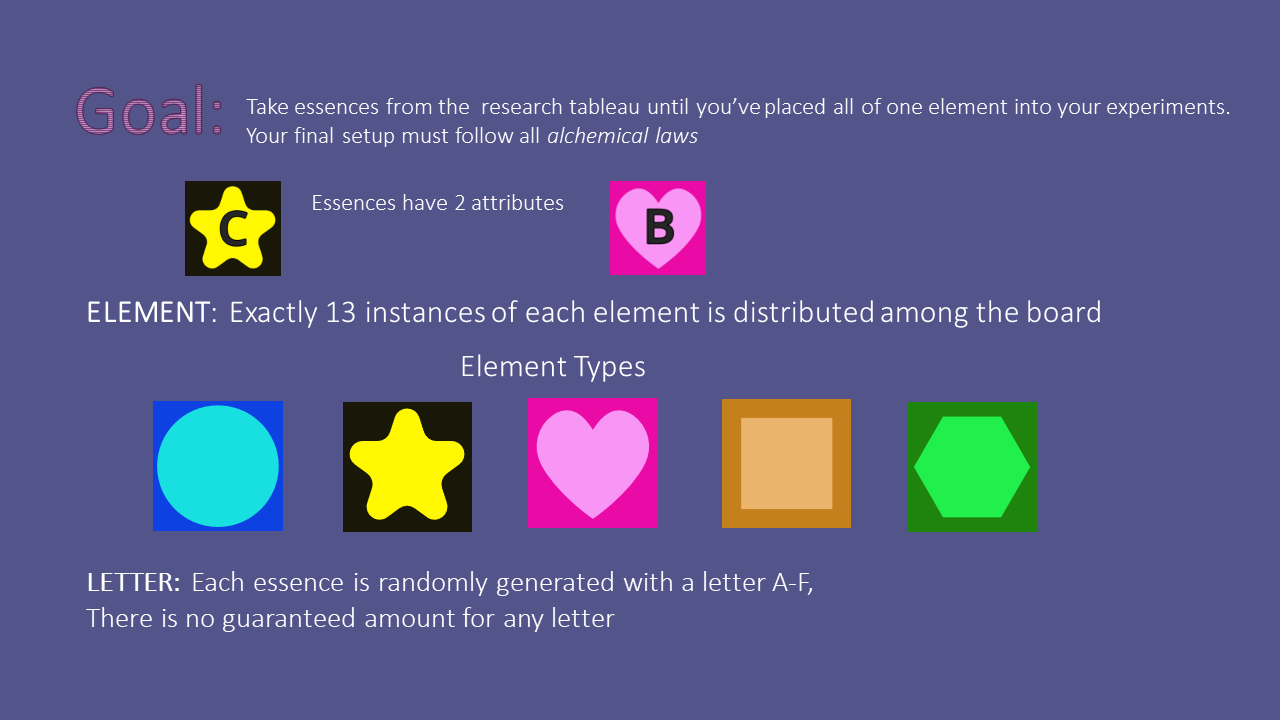 Goal: Take essences from the research tableau until you've placed all of one element into your experiments.
Your final setup must follow all alchemical laws
C Essences have 2 attributes B
ELEMENT: Exactly 13 instances of each element is distributed among the board
Element Types
LETTER: Each essence is randomly generated with a letter A-F,
There is no guaranteed amount for any letter